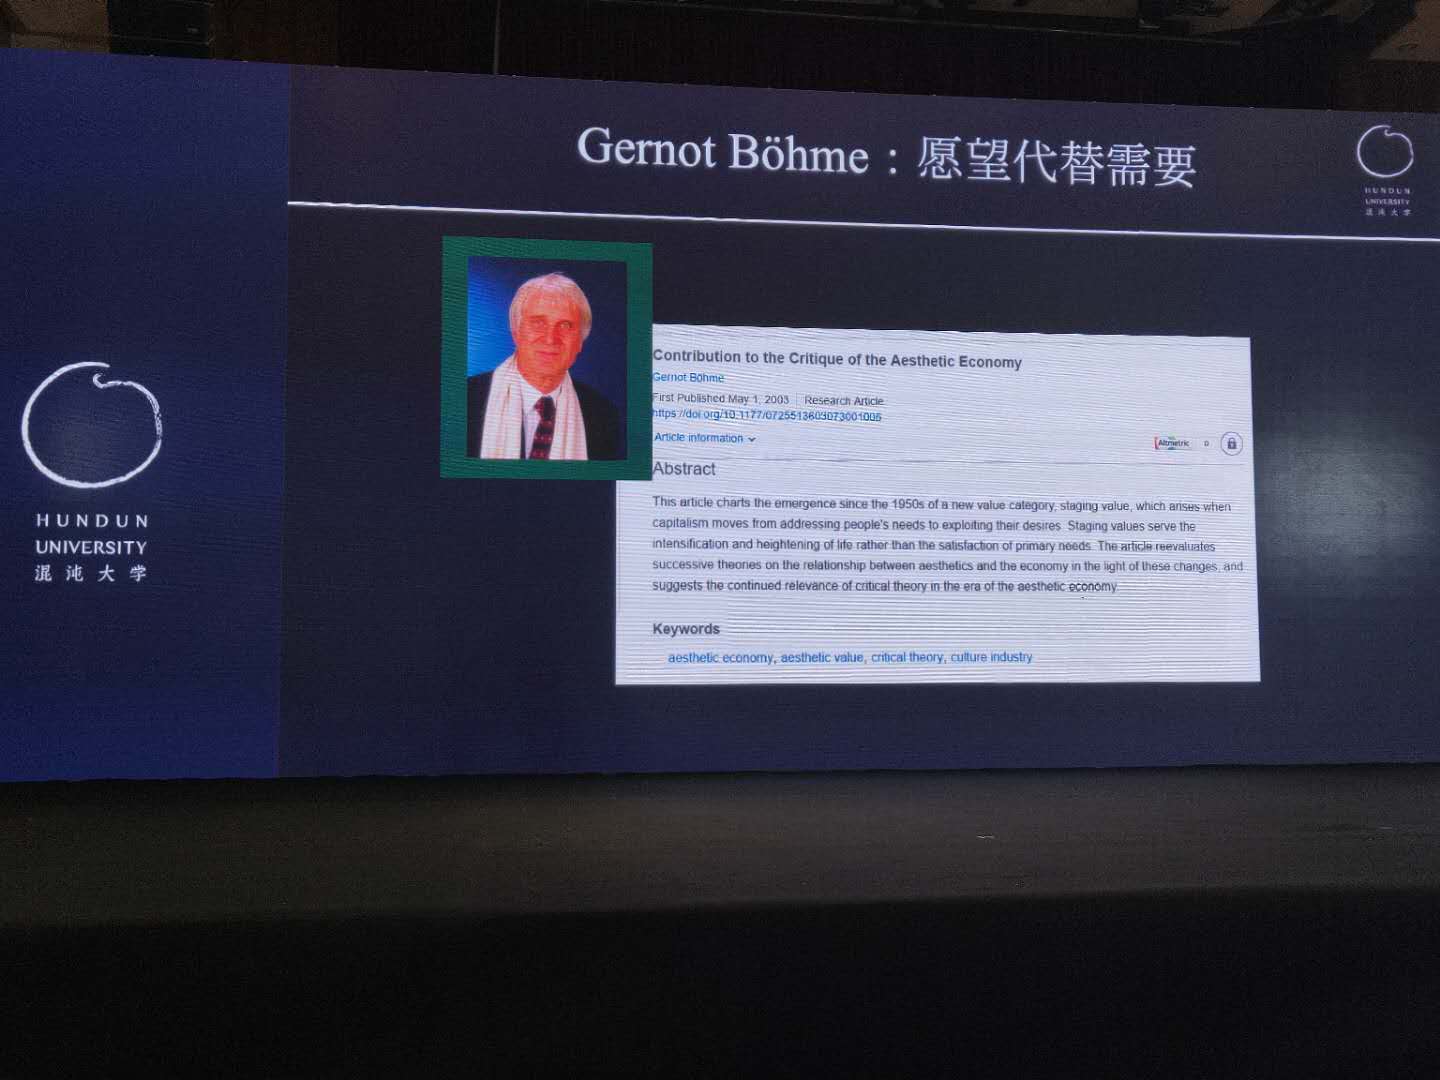 Gernot Böhme：愿望代替需要
HUNDUN
UNIVERSITY
混沌大学
Contribution to the Critique of the Aesthetic Economy
Gernot Böhme
First Published May 1, 2003 | Research Article
https://doi.org/10.1177/0725513603073001005
Article information
Altmetric 0
Abstract
This article charts the emergence since the 1950s of a new value category, staging value, which arises when
capitalism moves from addressing people's needs to exploiting their desires. Staging values serve the
intensification and heightening of life rather than the satisfaction of primary needs. The article reevaluates
successive theories on the relationship between aesthetics and the economy in the light of these changes, and
suggests the continued relevance of critical theory in the era of the aesthetic economy.
Keywords
aesthetic economy, aesthetic value, critical theory, culture industry
HUNDUN
UNIVERSITY
混沌大学